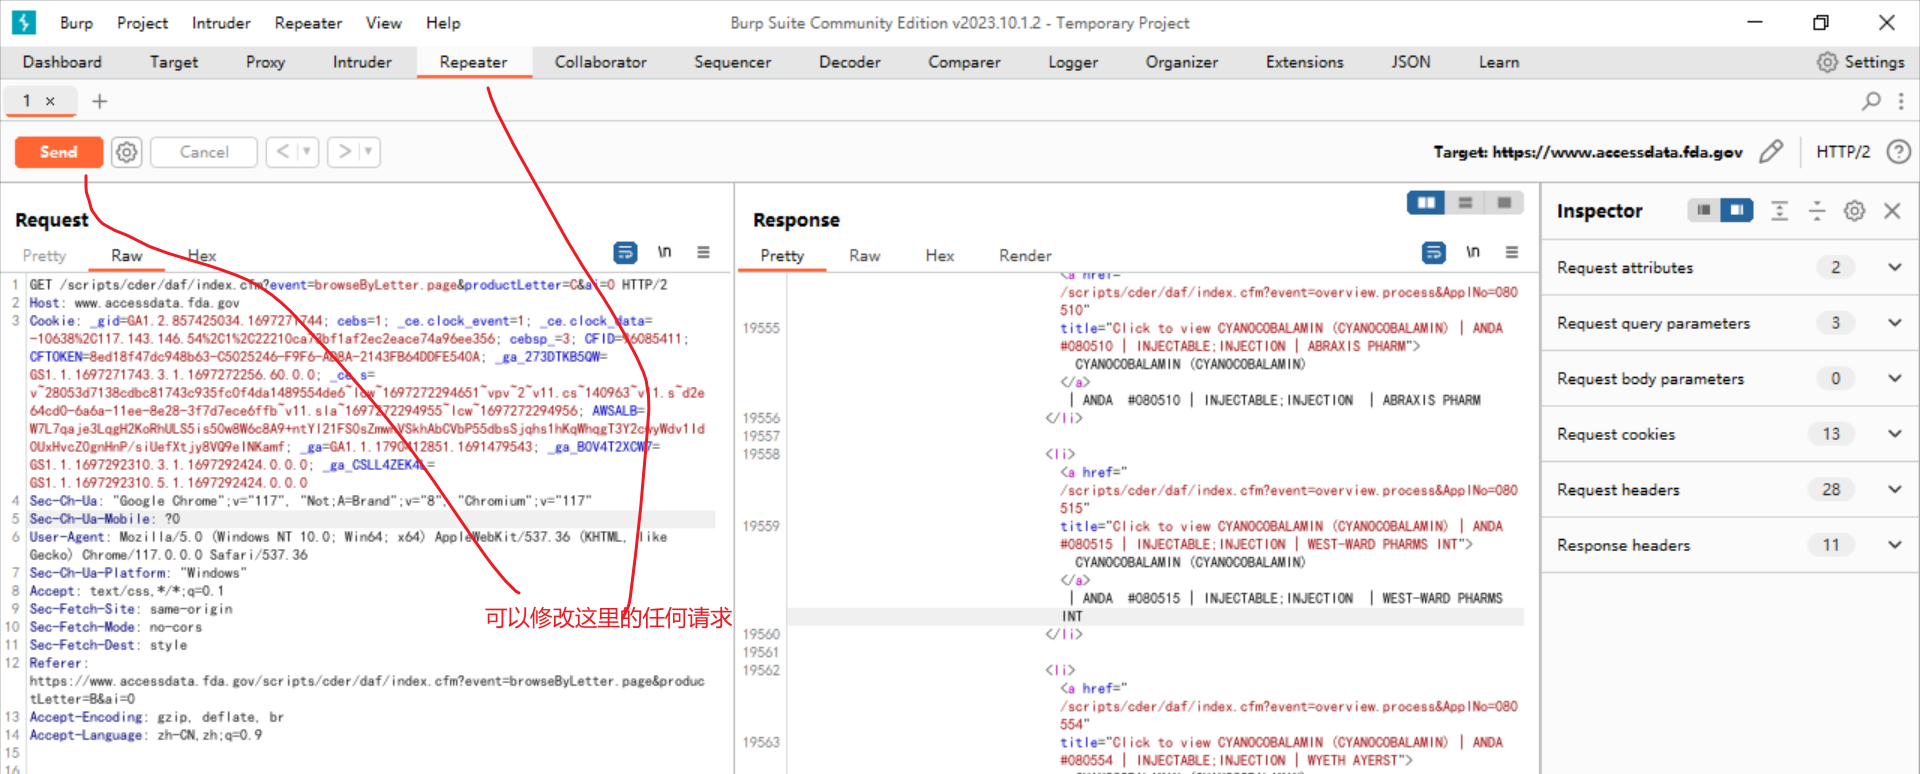 Burp Project Intruder Repeater View Help Burp Suite Community Edition v2023.10.1.2 - Temporary Project
Dashboard Target Proxy Intruder Repeater Collaborator Sequencer Decoder Comparer Logger Organizer Extensions JSON Learn Settings
1 × +
Send Cancel < > Target: https://www.accessdata.fda.gov HTTP/2
Request
Pretty Raw Hex \n
1 GET /scripts/cder/daf/index.cfm?event=browseByLetter.page&productLetter=C&ai=0 HTTP/2
2 Host: www.accessdata.fda.gov
3 Cookie: _gid=GA1.2.857425034.1697271744; cebs=1; _ce.clock_event=1; _ce.clock_data=
-10638%2C117.143.146.54%2C1%2C22210ca73bf1af2ec2eace74a96ee356; cebsp_=3; CFID=96085411;
CFTOKEN=8ed18f47dc948b63-C5025246-F9F6-AD8A-2143FB64DDFE540A; _ga_273DTKB5QW=
GS1.1.1697271743.3.1.1697272256.60.0.0; _ce.s=
v~28053d7138cdbc81743c935fc0f4da1489554de6~lcw~1697272294651~vpv~2~v11.cs~140963~v11.s~d2e
64cd0-6a6a-11ee-8e28-3f7d7ece6ffb~v11.sla~1697272294955~lcw~1697272294956; AWSALB=
GS1.1.1697292310.3.1.1697292424.0.0.0; _ga_CSLL4ZEK4L=
GS1.1.1697292310.5.1.1697292424.0.0.0
4 Sec-Ch-Ua: "Google Chrome";v="117", "Not;A=Brand";v="8", "Chromium";v="117"
5 Sec-Ch-Ua-Mobile: ?0
6 User-Agent: Mozilla/5.0 (Windows NT 10.0; Win64; x64) AppleWebKit/537.36 (KHTML, like
Gecko) Chrome/117.0.0.0 Safari/537.36
7 Sec-Ch-Ua-Platform: "Windows"
8 Accept: text/css,*/*;q=0.1
9 Sec-Fetch-Site: same-origin
10 Sec-Fetch-Mode: no-cors
11 Sec-Fetch-Dest: style
12 Referer:
https://www.accessdata.fda.gov/scripts/cder/daf/index.cfm?event=browseByLetter.page&produc
tLetter=B&ai=0
13 Accept-Encoding: gzip, deflate, br
14 Accept-Language: zh-CN,zh;q=0.9
15
16
可以修改这里的任何请求
Response
Pretty Raw Hex Render \n
<a href="
/scripts/cder/daf/index.cfm?event=overview.process&ApplNo=080
510"
19555 title="Click to view CYANOCOBALAMIN (CYANOCOBALAMIN) | ANDA
#080510 | INJECTABLE;INJECTION | ABRAXIS PHARM">
CYANOCOBALAMIN (CYANOCOBALAMIN)
</a>
| ANDA #080510 | INJECTABLE;INJECTION | ABRAXIS PHARM
19556 </li>
19557
19558 <li>
<a href="
/scripts/cder/daf/index.cfm?event=overview.process&ApplNo=080
515"
19559 title="Click to view CYANOCOBALAMIN (CYANOCOBALAMIN) | ANDA
#080515 | INJECTABLE;INJECTION | WEST-WARD PHARMS INT">
CYANOCOBALAMIN (CYANOCOBALAMIN)
</a>
| ANDA #080515 | INJECTABLE;INJECTION | WEST-WARD PHARMS
INT
19560 </li>
19561
19562 <li>
<a href="
/scripts/cder/daf/index.cfm?event=overview.process&ApplNo=080
554"
19563 title="Click to view CYANOCOBALAMIN (CYANOCOBALAMIN) | ANDA
#080554 | INJECTABLE;INJECTION | WYETH AYERST">
Inspector
Request attributes 2
Request query parameters 3
Request body parameters 0
Request cookies 13
Request headers 28
Response headers 11